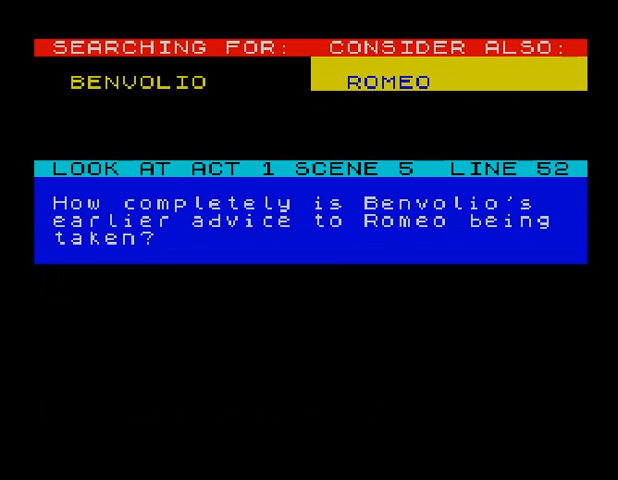 SEARCHING FOR: CONSIDER ALSO:
BENVOLIO ROMEO
LOOK AT ACT 1 SCENE 5 LINE 52
How completely is Benvolio's
earlier advice to Romeo being
taken?